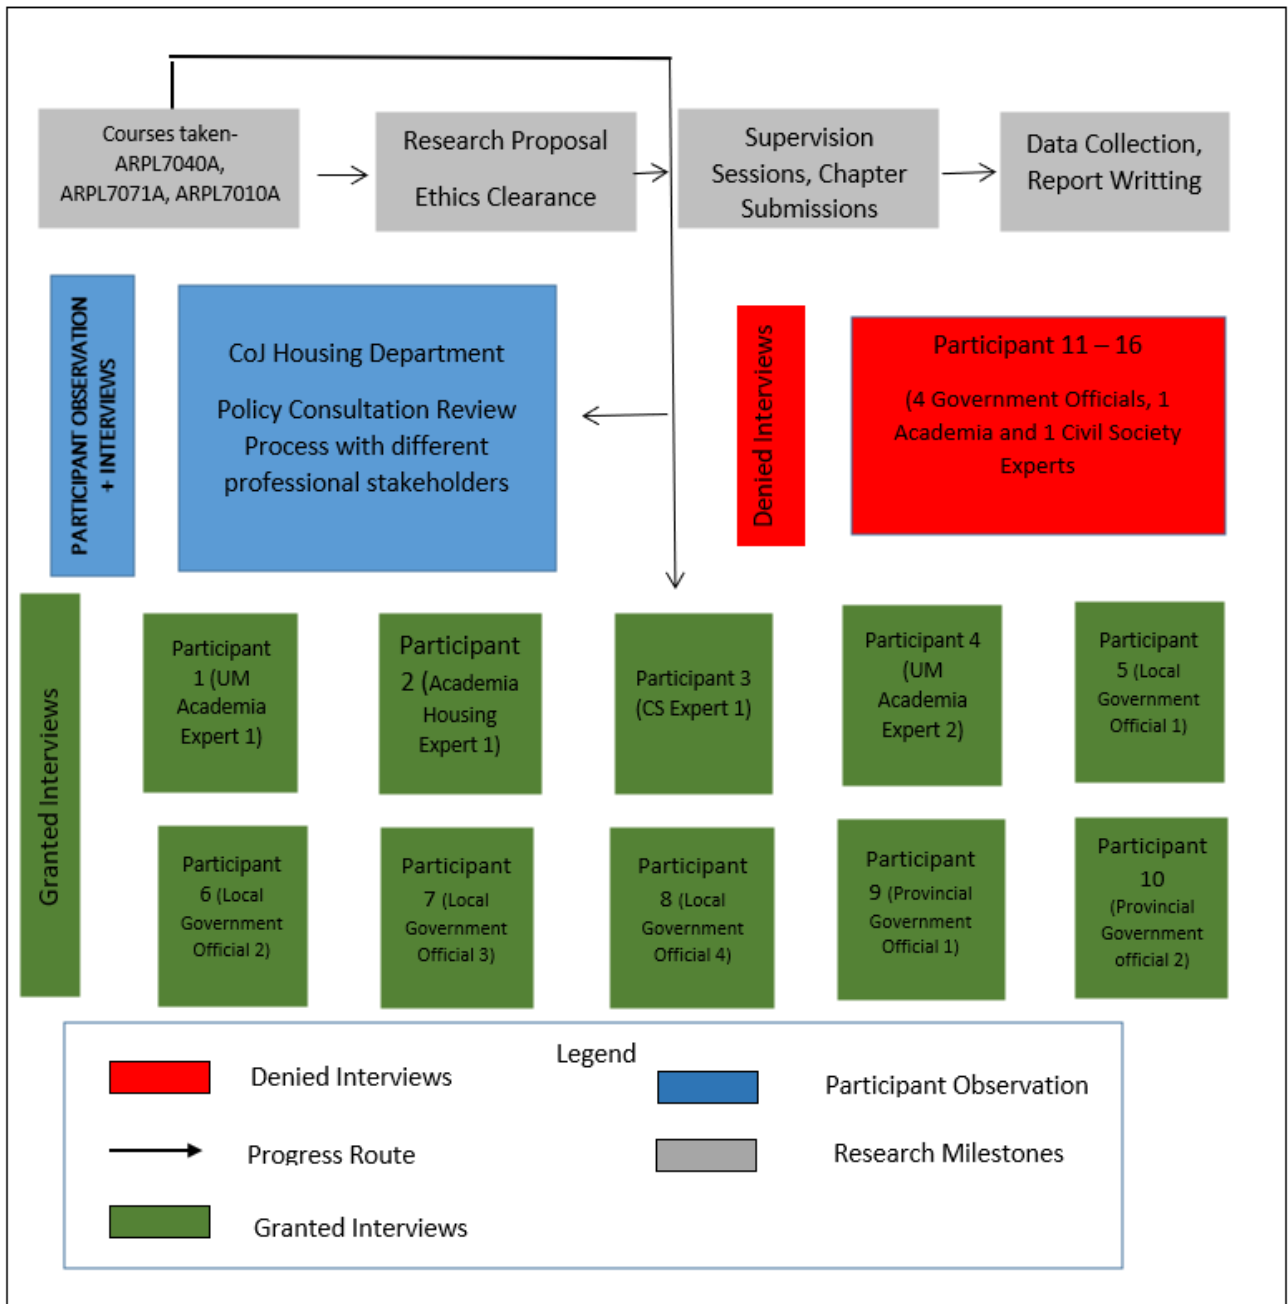 Courses taken-
ARPL7040A,
ARPL7071A, ARPL7010A
Research Proposal
Ethics Clearance
Supervision
Sessions, Chapter
Submissions
Data Collection,
Report Writting
PARTICIPANT OBSERVATION
+ INTERVIEWS
CoJ Housing Department
Policy Consultation Review
Process with different
professional stakeholders
Denied Interviews
Participant 11 – 16
(4 Government Officials, 1
Academia and 1 Civil Society
Experts
Granted Interviews
Participant
1 (UM
Academia
Expert 1)
Participant
2 (Academia
Housing
Expert 1)
Participant 3
(CS Expert 1)
Participant 4
(UM
Academia
Expert 2)
Participant
5 (Local
Government
Official 1)
Participant
6 (Local
Government
Official 2)
Participant
7 (Local
Government
Official 3)
Participant
8 (Local
Government
Official 4)
Participant
9 (Provincial
Government
Official 1)
Participant
10
(Provincial
Government
official 2)
Legend
Denied Interviews
Participant Observation
Progress Route
Research Milestones
Granted Interviews